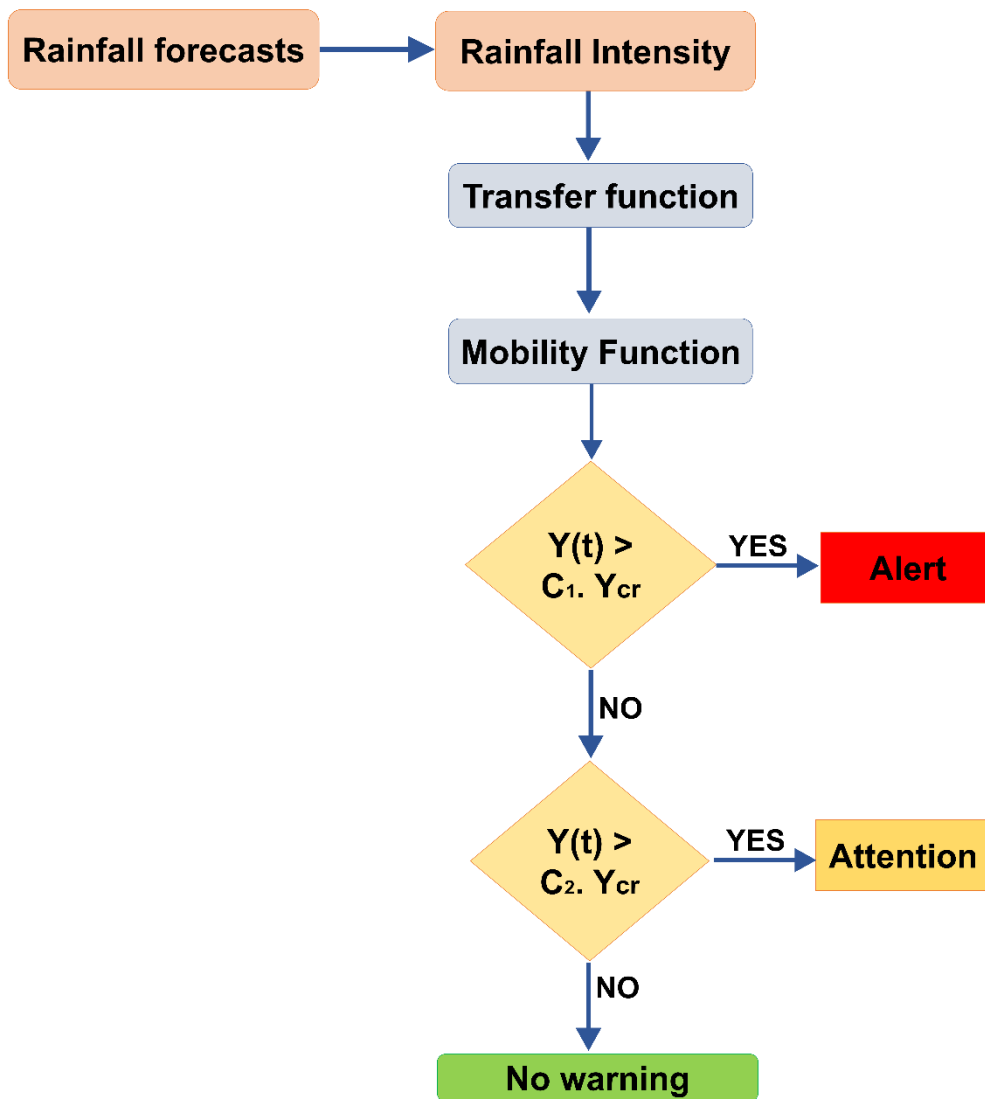 Rainfall forecasts
Rainfall Intensity
Transfer function
Mobility Function
Y(t) >
C₁. Ycr
YES
Alert
NO
Y(t) >
C₂. Ycr
YES
Attention
NO
No warning